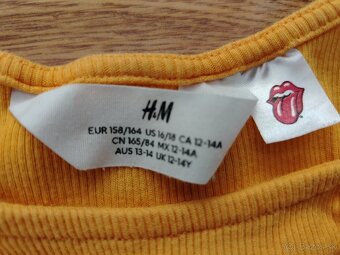 H&M
EUR 158/164 US 16/18 CA 12-14A
CN 165/84 MX 12-14A
AUS 13-14 UK 12-14Y